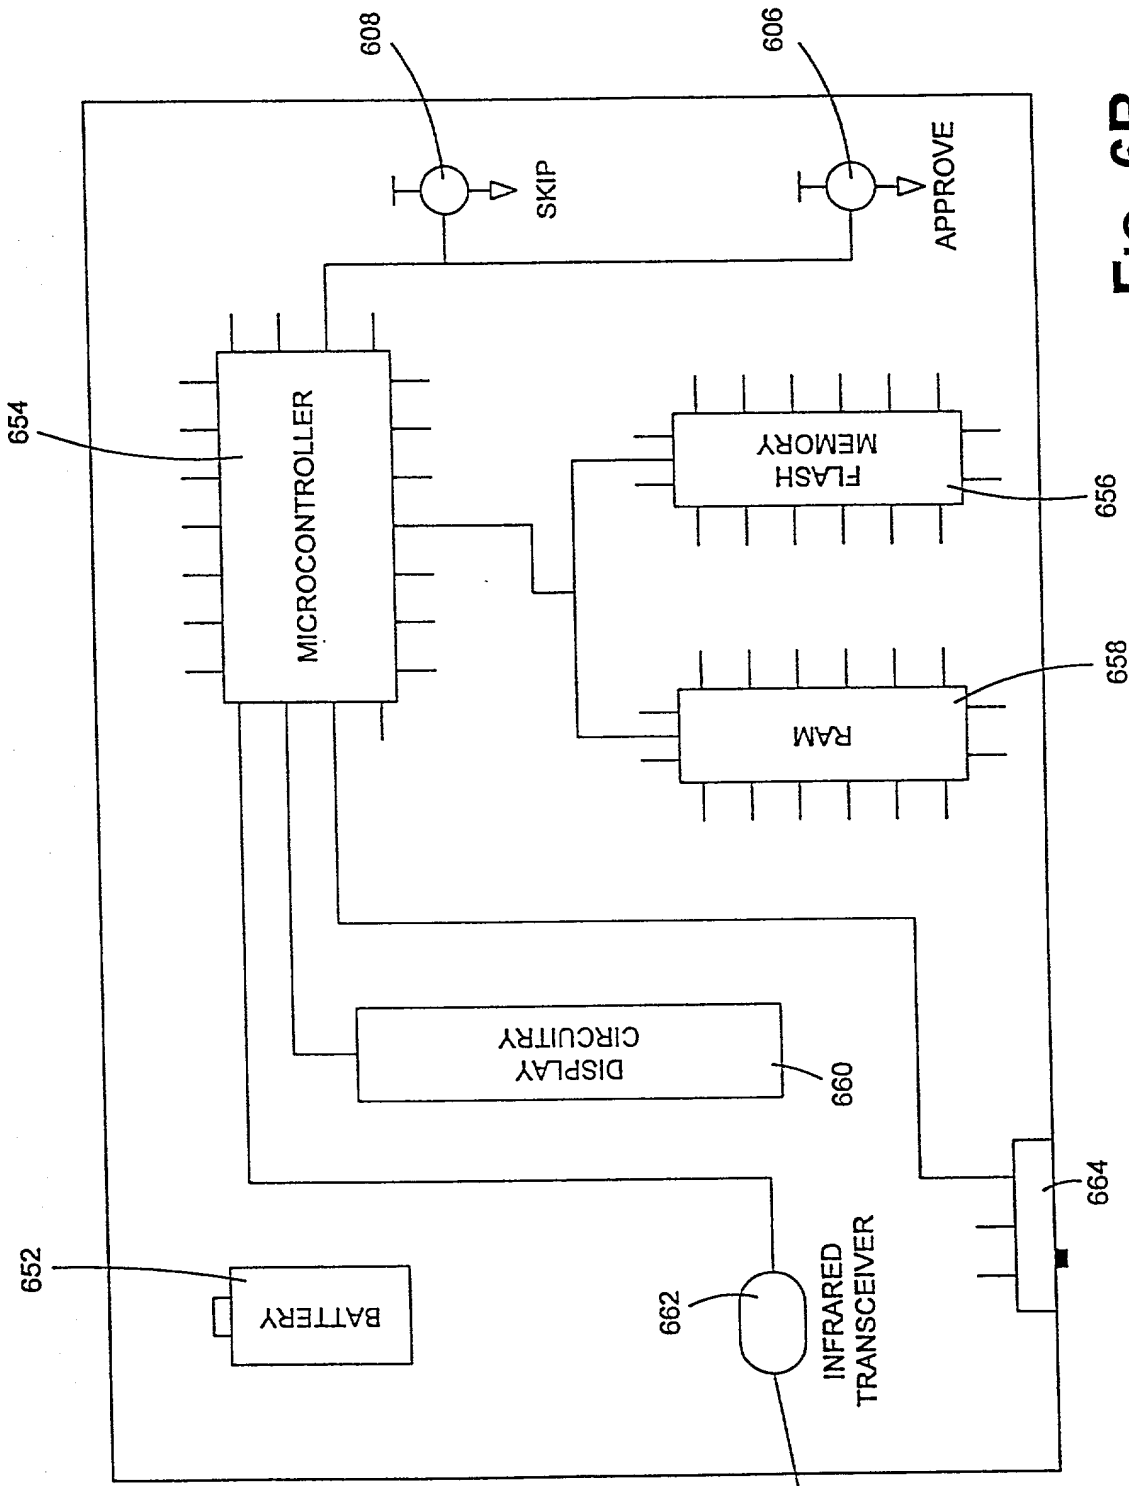 654
608
606
MICROCONTROLLER
SKIP
APPROVE
FLASH
MEMORY
656
RAM
658
DISPLAY
CIRCUITRY
660
652
BATTERY
662
INFRARED
TRANSCEIVER
664